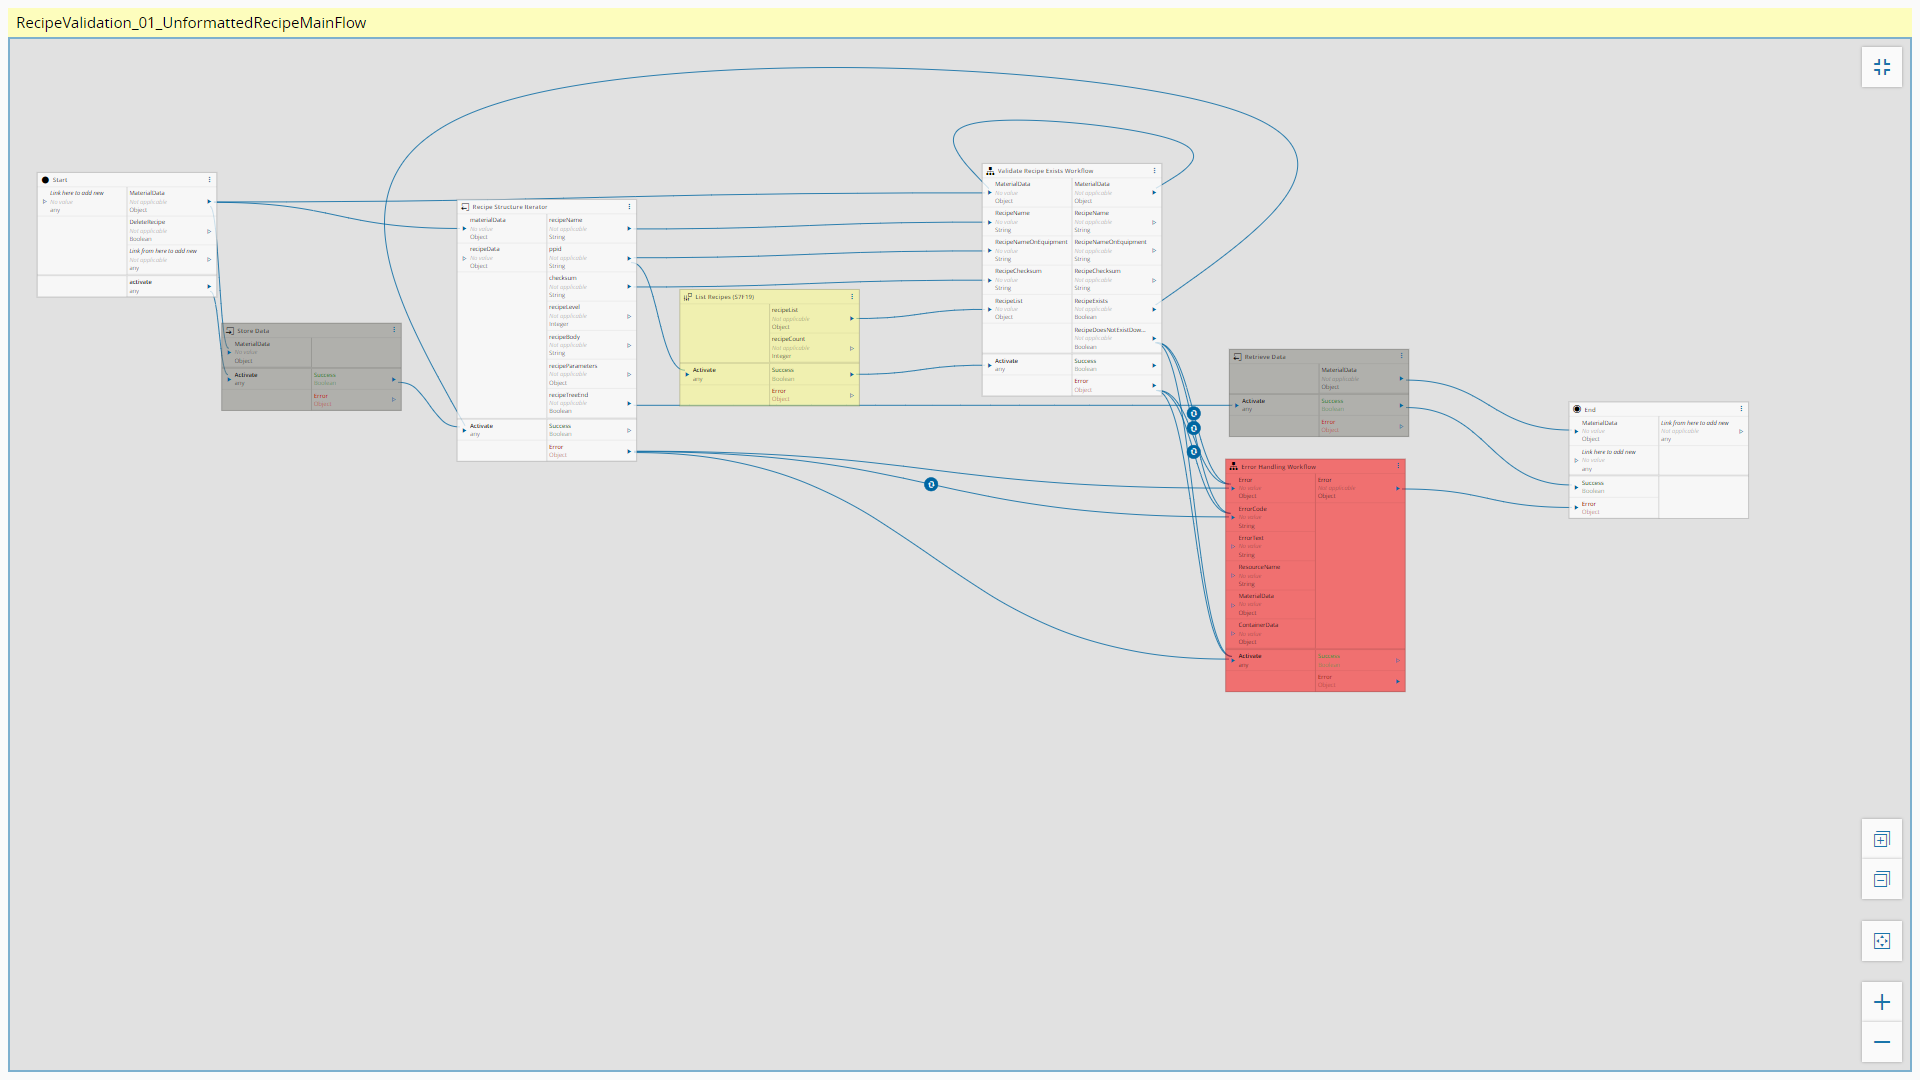 RecipeValidation_01_UnformattedRecipeMainFlow
Start
Link here to add new
No value
any
MaterialData
Not applicable
Object
DeleteRecipe
Not applicable
Boolean
Link from here to add new
Not applicable
any
activate
any
Store Data
MaterialData
No value
Object
Activate
any
Success
Boolean
Error
Object
Recipe Structure Iterator
materialData
No value
Object
recipeData
No value
Object
recipeName
Not applicable
String
ppid
Not applicable
String
checksum
Not applicable
String
recipeLevel
Not applicable
Integer
recipeBody
Not applicable
String
recipeParameters
Not applicable
Object
recipeTreeEnd
Not applicable
Boolean
Activate
any
Success
Boolean
Error
Object
List Recipes (S7F19)
recipeList
Not applicable
Object
recipeCount
Not applicable
Integer
Activate
any
Success
Boolean
Error
Object
Validate Recipe Exists Workflow
MaterialData
No value
Object
RecipeName
No value
String
RecipeNameOnEquipment
No value
String
RecipeChecksum
No value
String
RecipeList
No value
Object
MaterialData
Not applicable
Object
RecipeName
Not applicable
String
RecipeNameOnEquipment
Not applicable
String
RecipeChecksum
Not applicable
String
RecipeExists
Not applicable
Boolean
RecipeDoesNotExistDow...
Not applicable
Boolean
Activate
any
Success
Boolean
Error
Object
Retrieve Data
MaterialData
Not applicable
Object
Activate
any
Success
Boolean
Error
Object
Error Handling Workflow
Error
No value
Object
ErrorCode
No value
String
ErrorText
No value
String
ResourceName
No value
String
MaterialData
No value
Object
ContainerData
No value
Object
Error
Not applicable
Object
Activate
any
Success
Boolean
Error
Object
End
MaterialData
No value
Object
Link here to add new
No value
any
Link from here to add new
Not applicable
any
Success
Boolean
Error
Object